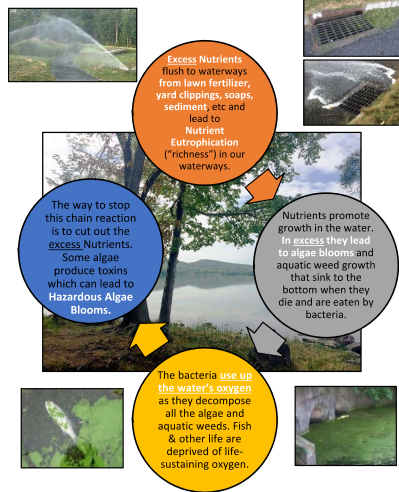 Excess Nutrients
flush to waterways
from lawn fertilizer,
yard clippings, soaps,
sediment, etc and
lead to
Nutrient
Eutrophication
("richness") in our
waterways.
Nutrients promote
growth in the water.
In excess they lead
to algae blooms and
aquatic weed growth
that sink to the
bottom when they
die and are eaten by
bacteria.
The bacteria use up
the water's oxygen
as they decompose
all the algae and
aquatic weeds. Fish
& other life are
deprived of life-
sustaining oxygen.
The way to stop
this chain reaction
is to cut out the
excess Nutrients.
Some algae
produce toxins
which can lead to
Hazardous Algae
Blooms.